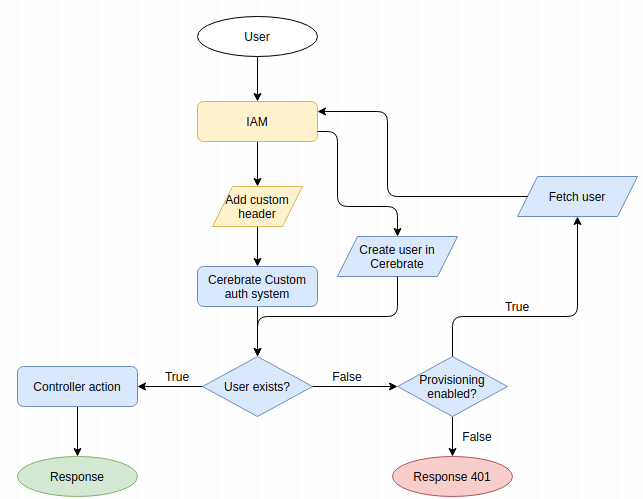 User
IAM
Add custom
header
Fetch user
Create user in
Cerebrate
Cerebrate Custom
auth system
True
Controller action
True
User exists?
False
Provisioning
enabled?
False
Response
Response 401